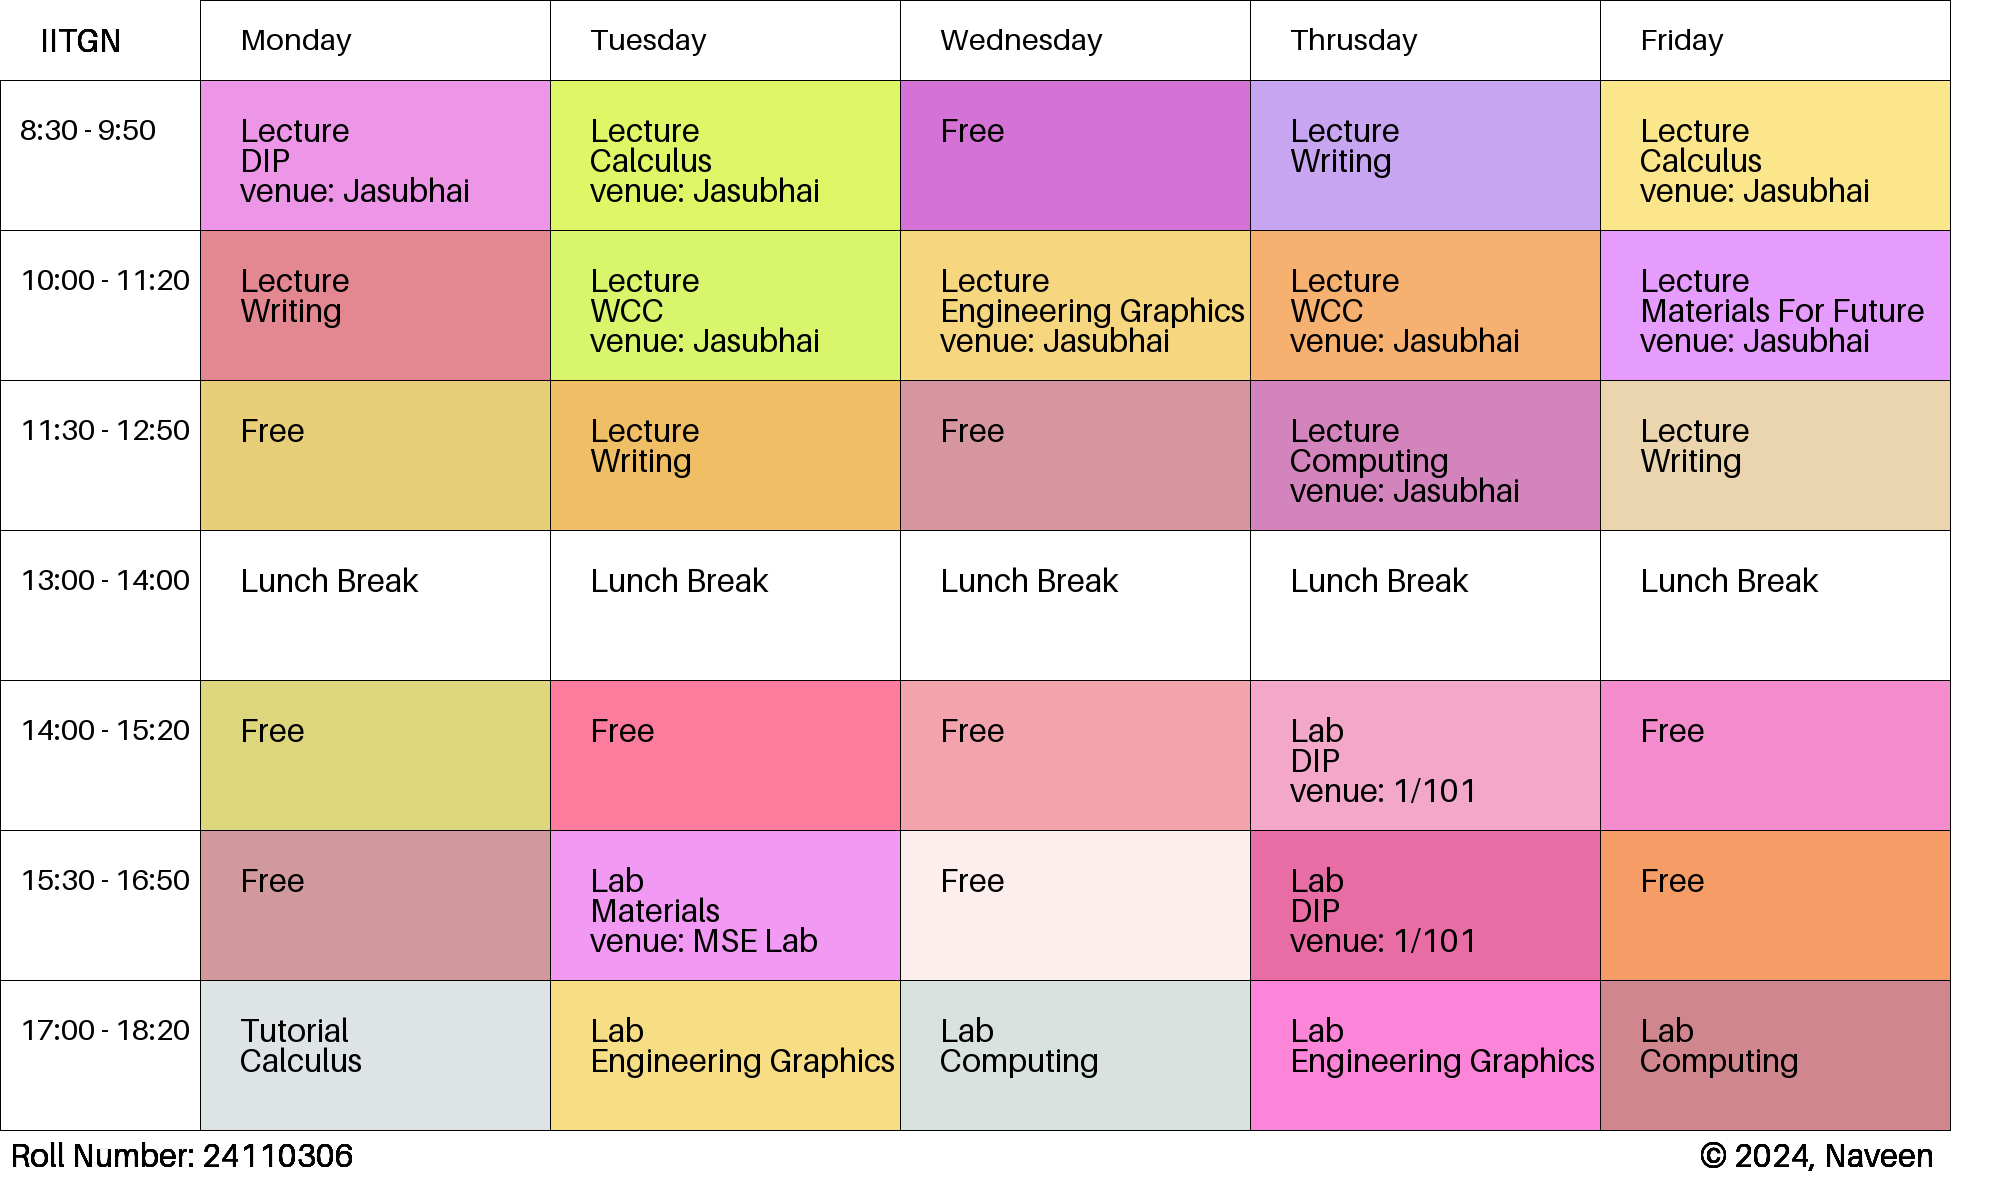 IITGN
Monday
Tuesday
Wednesday
Thrusday
Friday
8:30 - 9:50
Lecture
DIP
venue: Jasubhai
Lecture
Calculus
venue: Jasubhai
Free
Lecture
Writing
Lecture
Calculus
venue: Jasubhai
10:00 - 11:20
Lecture
Writing
Lecture
WCC
venue: Jasubhai
Lecture
Engineering Graphics
venue: Jasubhai
Lecture
WCC
venue: Jasubhai
Lecture
Materials For Future
venue: Jasubhai
11:30 - 12:50
Free
Lecture
Writing
Free
Lecture
Computing
venue: Jasubhai
Lecture
Writing
13:00 - 14:00
Lunch Break
Lunch Break
Lunch Break
Lunch Break
Lunch Break
14:00 - 15:20
Free
Free
Free
Lab
DIP
venue: 1/101
Free
15:30 - 16:50
Free
Lab
Materials
venue: MSE Lab
Free
Lab
DIP
venue: 1/101
Free
17:00 - 18:20
Tutorial
Calculus
Lab
Engineering Graphics
Lab
Computing
Lab
Engineering Graphics
Lab
Computing
Roll Number: 24110306
© 2024, Naveen